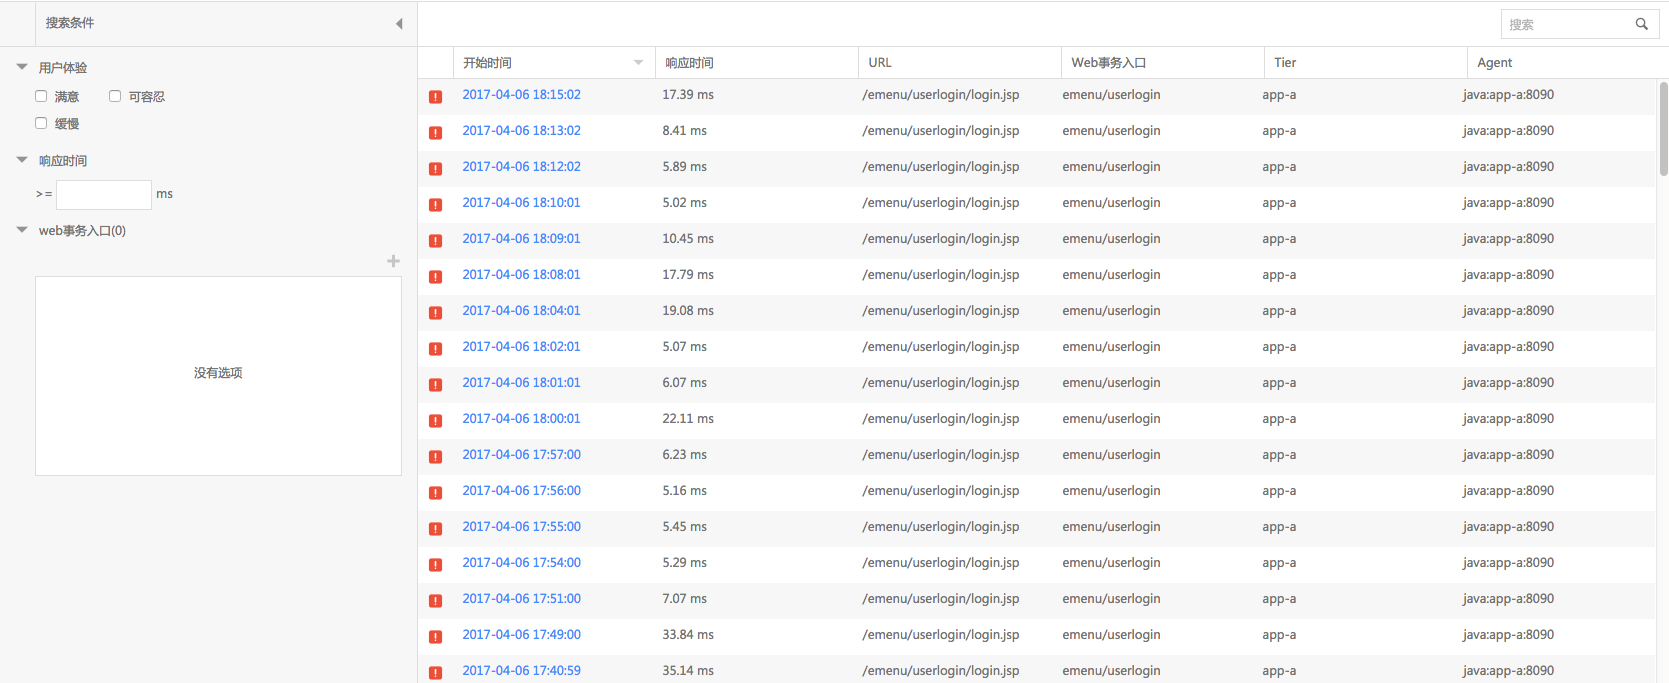 搜索条件
用户体验
满意 可容忍
缓慢
响应时间
>= ms
web事务入口(0)
没有选项
搜索
开始时间 响应时间 URL Web事务入口 Tier Agent
2017-04-06 18:15:02 17.39 ms /emenu/userlogin/login.jsp emenu/userlogin app-a java:app-a:8090
2017-04-06 18:13:02 8.41 ms /emenu/userlogin/login.jsp emenu/userlogin app-a java:app-a:8090
2017-04-06 18:12:02 5.89 ms /emenu/userlogin/login.jsp emenu/userlogin app-a java:app-a:8090
2017-04-06 18:10:01 5.02 ms /emenu/userlogin/login.jsp emenu/userlogin app-a java:app-a:8090
2017-04-06 18:09:01 10.45 ms /emenu/userlogin/login.jsp emenu/userlogin app-a java:app-a:8090
2017-04-06 18:08:01 17.79 ms /emenu/userlogin/login.jsp emenu/userlogin app-a java:app-a:8090
2017-04-06 18:04:01 19.08 ms /emenu/userlogin/login.jsp emenu/userlogin app-a java:app-a:8090
2017-04-06 18:02:01 5.07 ms /emenu/userlogin/login.jsp emenu/userlogin app-a java:app-a:8090
2017-04-06 18:01:01 6.07 ms /emenu/userlogin/login.jsp emenu/userlogin app-a java:app-a:8090
2017-04-06 18:00:01 22.11 ms /emenu/userlogin/login.jsp emenu/userlogin app-a java:app-a:8090
2017-04-06 17:57:00 6.23 ms /emenu/userlogin/login.jsp emenu/userlogin app-a java:app-a:8090
2017-04-06 17:56:00 5.16 ms /emenu/userlogin/login.jsp emenu/userlogin app-a java:app-a:8090
2017-04-06 17:55:00 5.45 ms /emenu/userlogin/login.jsp emenu/userlogin app-a java:app-a:8090
2017-04-06 17:54:00 5.29 ms /emenu/userlogin/login.jsp emenu/userlogin app-a java:app-a:8090
2017-04-06 17:51:00 7.07 ms /emenu/userlogin/login.jsp emenu/userlogin app-a java:app-a:8090
2017-04-06 17:49:00 33.84 ms /emenu/userlogin/login.jsp emenu/userlogin app-a java:app-a:8090
2017-04-06 17:40:59 35.14 ms /emenu/userlogin/login.jsp emenu/userlogin app-a java:app-a:8090